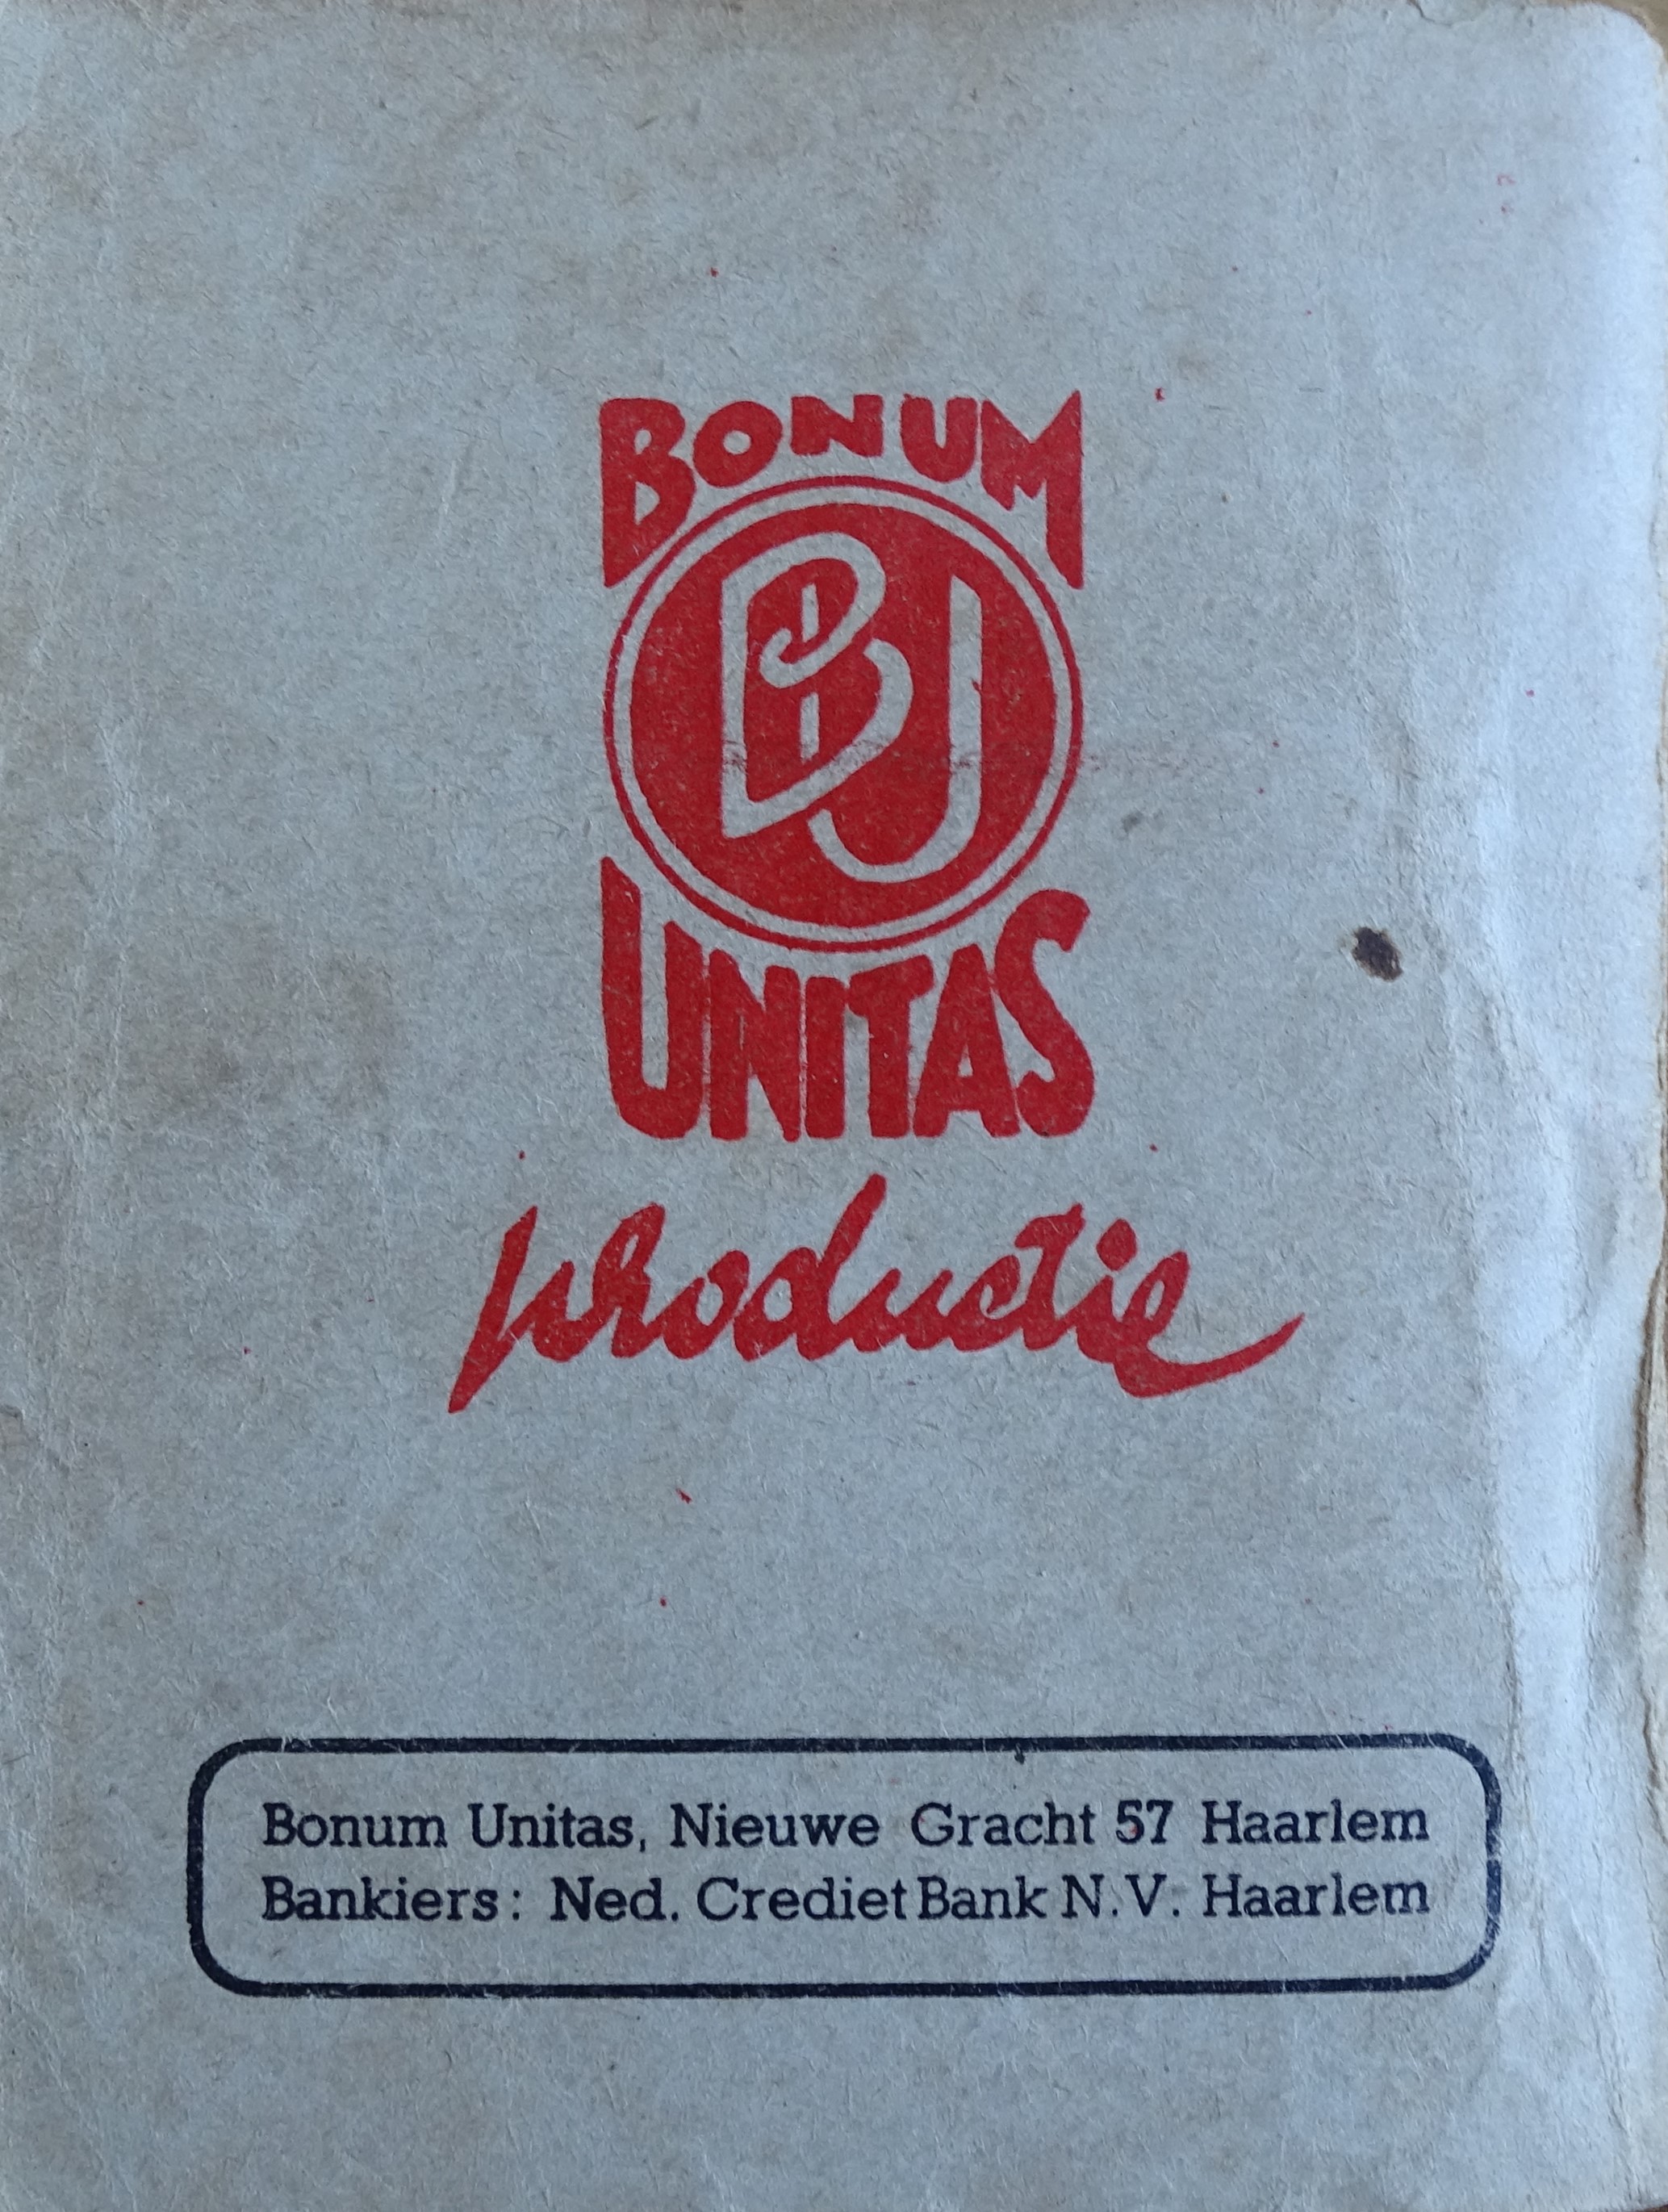 BONUM
BU
UNITAS
productie
Bonum Unitas, Nieuwe Gracht 57 Haarlem
Bankiers: Ned. Crediet Bank N.V. Haarlem